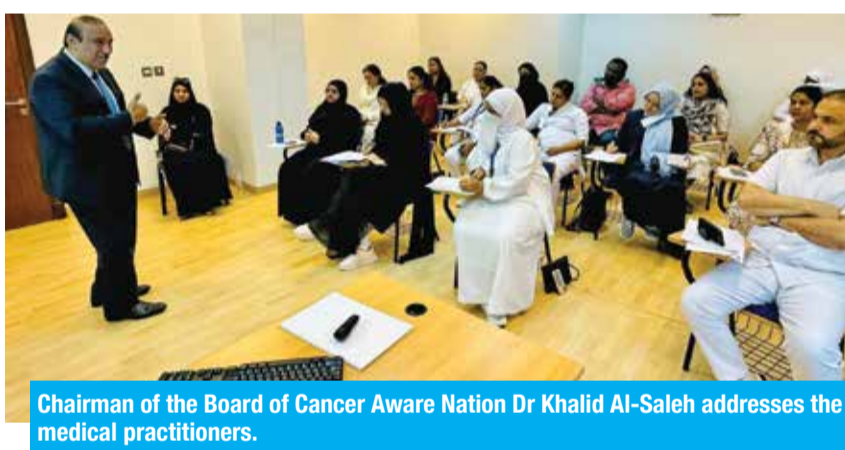 Chairman of the Board of Cancer Aware Nation Dr Khalid Al-Saleh addresses the
medical practitioners.